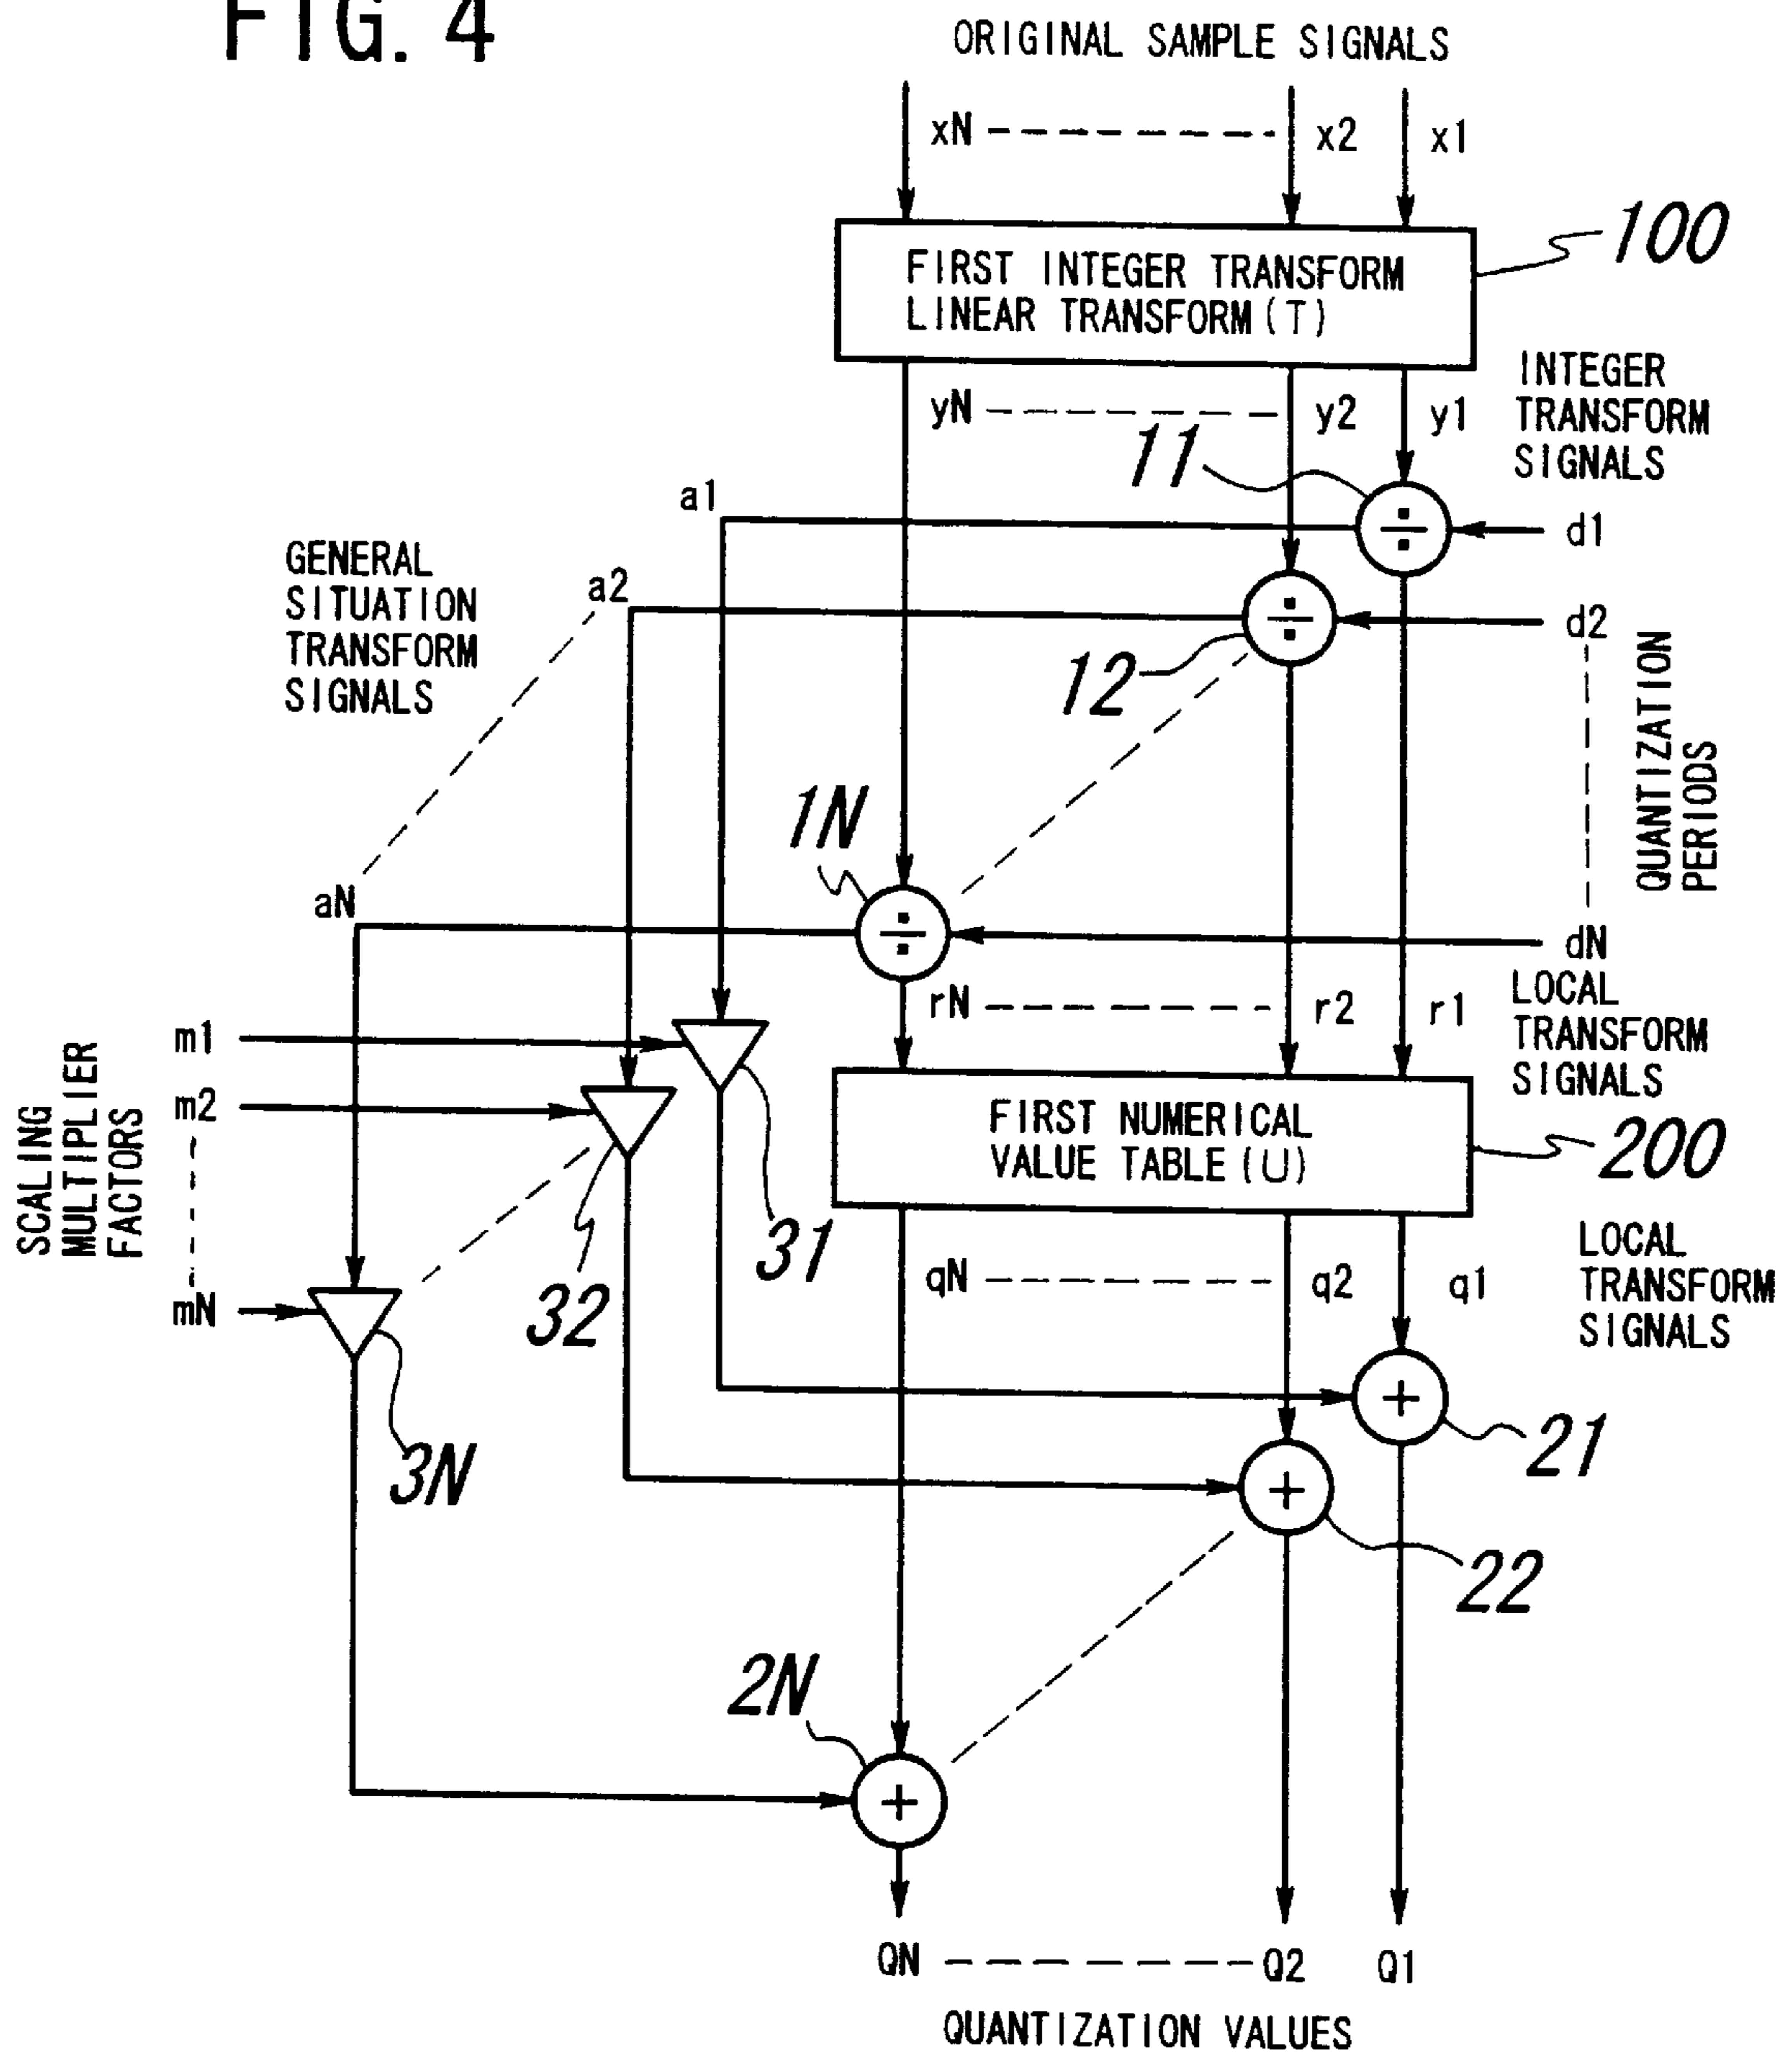 FIG. 4
ORIGINAL SAMPLE SIGNALS
xN x2 x1
100
FIRST INTEGER TRANSFORM
LINEAR TRANSFORM (T)
yN y2 y1
INTEGER
TRANSFORM
SIGNALS
11
a1
÷
d1
GENERAL
SITUATION
TRANSFORM
SIGNALS
a2
÷
d2
12
QUANTIZATION
PERIODS
1N
aN
÷
dN
rN r2 r1
LOCAL
TRANSFORM
SIGNALS
SCALING
MULTIPLIER
FACTORS
m1
m2
mN
FIRST NUMERICAL
VALUE TABLE (U)
200
31
32
3N
qN q2 q1
LOCAL
TRANSFORM
SIGNALS
+
21
+
22
2N
+
QN Q2 Q1
QUANTIZATION VALUES